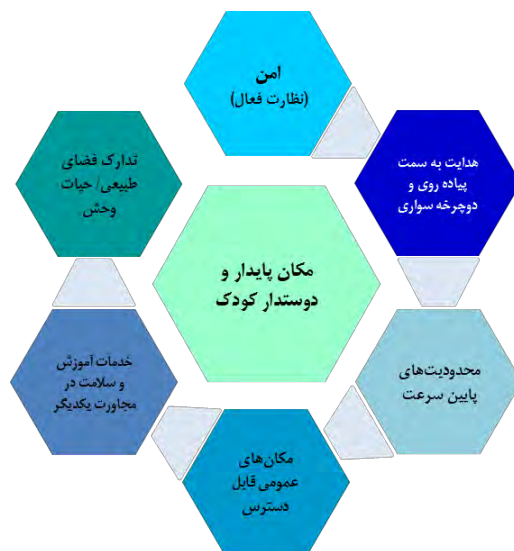 امن
(نظارت فعال)
هدایت به سمت
پیاده روی و
دوچرخه سواری
محدودیت‌های
پایین سرعت
مکان‌های
عمومی قابل
دسترس
خدمات آموزش
و سلامت در
مجاورت یکدیگر
تدارک فضای
طبیعی/ حیات
وحش
مکان پایدار و
دوستدار کودک